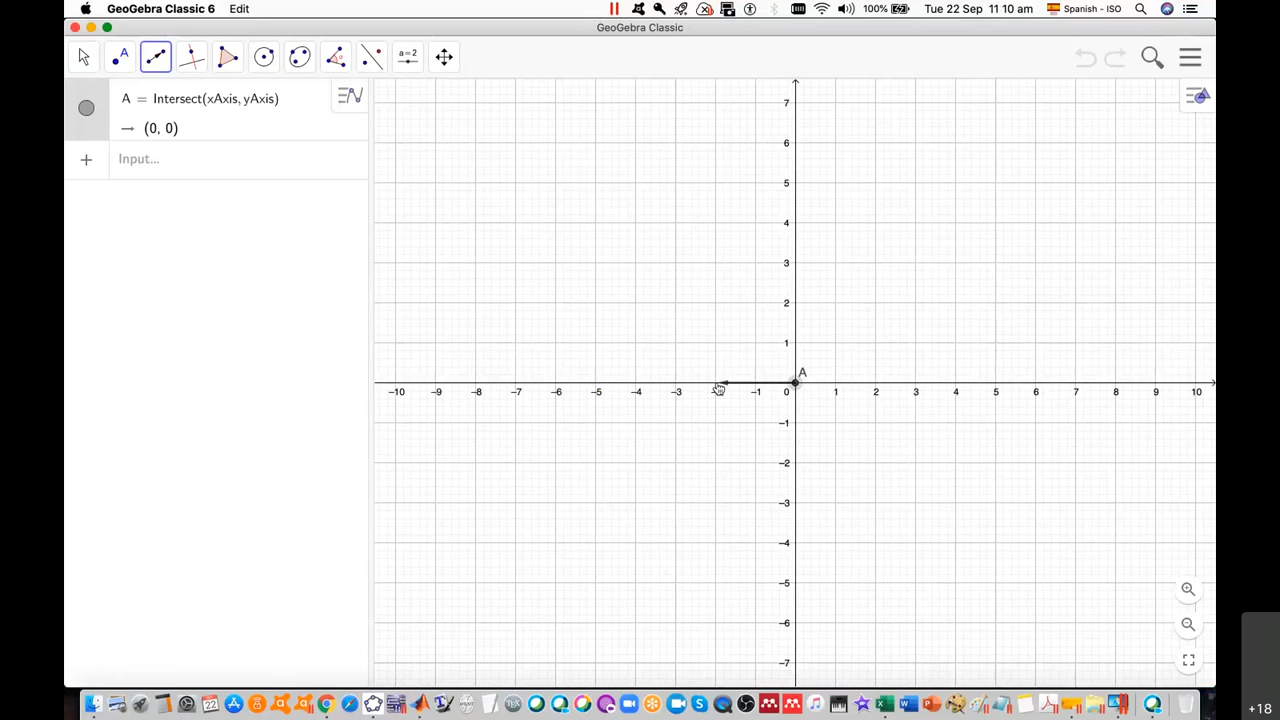 GeoGebra Classic 6 Edit 100% Tue 22 Sep 11:10 am Spanish - ISO
GeoGebra Classic
A a=2
A = Intersect(xAxis, yAxis)
→ (0, 0)
+ Input...
7
6
5
4
3
2
1
A
−10 −9 −8 −7 −6 −5 −4 −3 −1 0 1 2 3 4 5 6 7 8 9 10
−1
−2
−3
−4
−5
−6
−7
22
+18